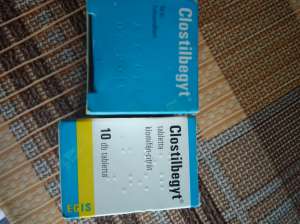 Clostilbegyt®
Clostilbegyt®
tabletta
klomifén-citrát
10 db tabletta
EGIS